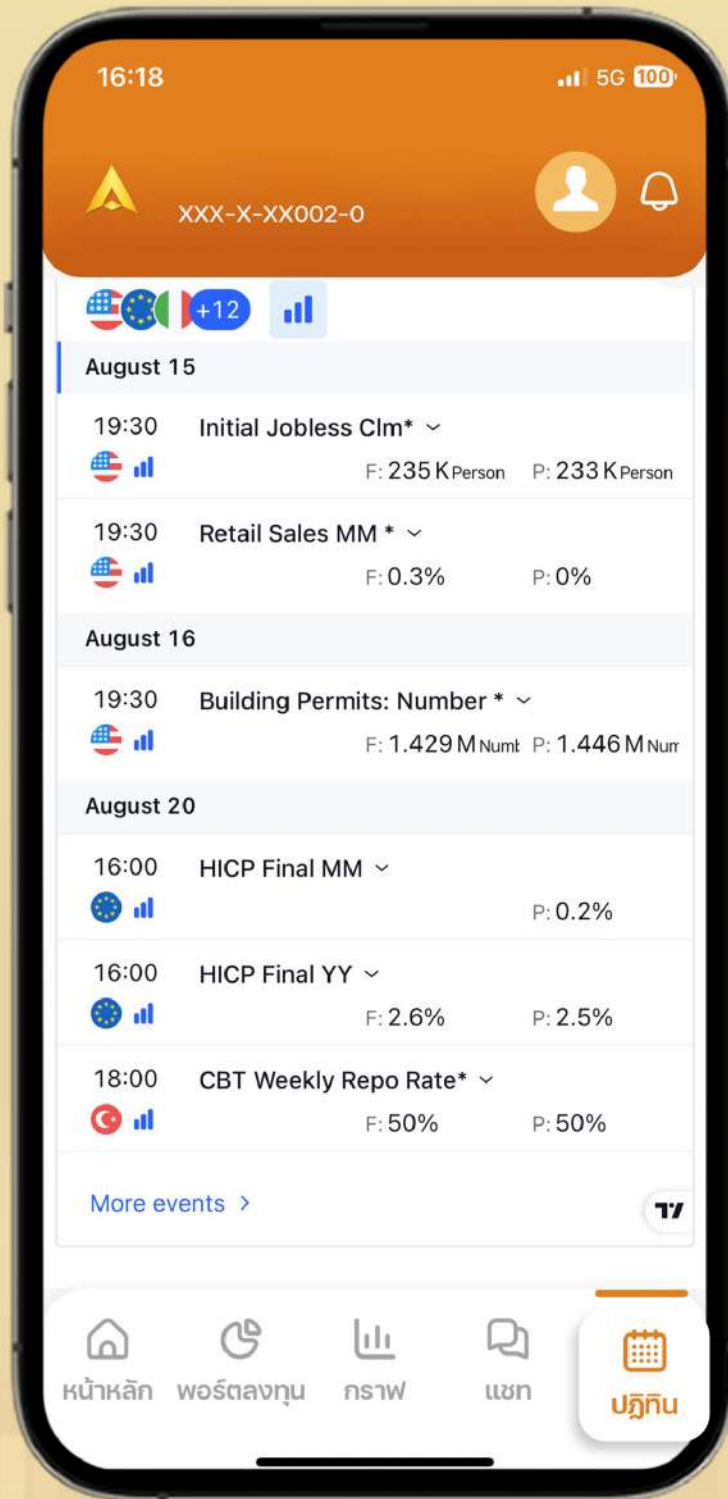 16:18 5G 100
XXX-X-XX002-0
+12
August 15
19:30 Initial Jobless Clm*
F: 235 K Person P: 233 K Person
19:30 Retail Sales MM *
F: 0.3% P: 0%
August 16
19:30 Building Permits: Number *
F: 1.429 M Numb P: 1.446 M Num
August 20
16:00 HICP Final MM
P: 0.2%
16:00 HICP Final YY
F: 2.6% P: 2.5%
18:00 CBT Weekly Repo Rate*
F: 50% P: 50%
More events >
หน้าหลัก พอร์ตลงทุน กราฟ แชท ปฏิทิน